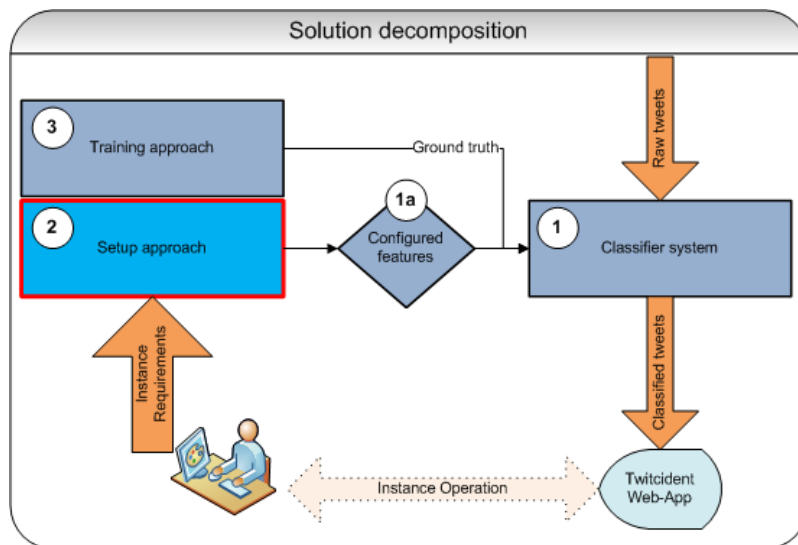 Solution decomposition
3
Training approach
Ground truth
Raw tweets
2
Setup approach
1a
Configured
features
1
Classifier system
Instance
Requirements
Classified tweets
Instance Operation
Twitcident
Web-App